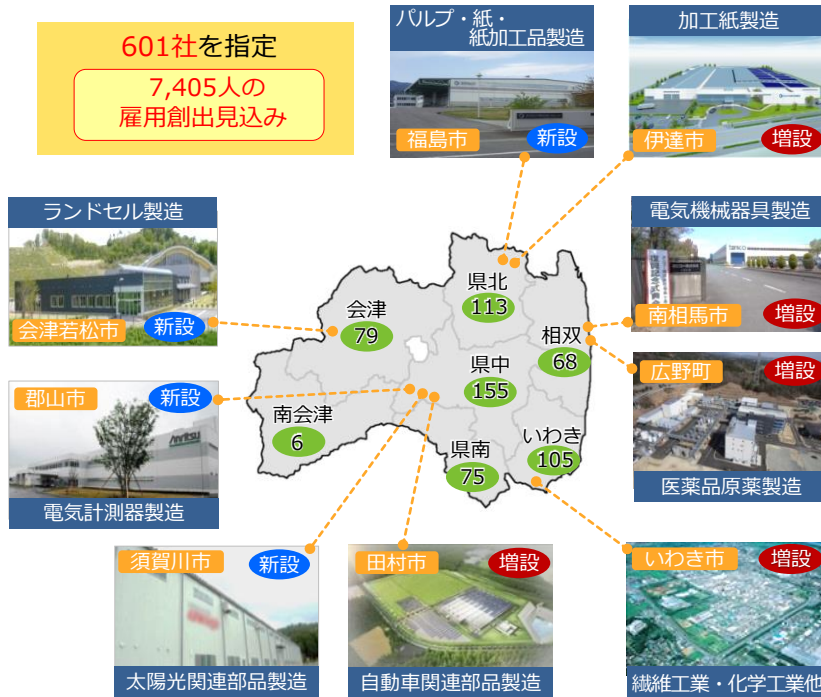 601社を指定
7,405人の
雇用創出見込み
パルプ・紙・
紙加工品製造
福島市
新設
加工紙製造
伊達市
増設
ランドセル製造
会津若松市
新設
電気機械器具製造
南相馬市
増設
県北
113
会津
79
相双
68
県中
155
南会津
6
県南
75
いわき
105
郡山市
新設
Anritsu
電気計測器製造
広野町
増設
医薬品原薬製造
須賀川市
新設
太陽光関連部品製造
田村市
増設
自動車関連部品製造
いわき市
増設
繊維工業・化学工業他